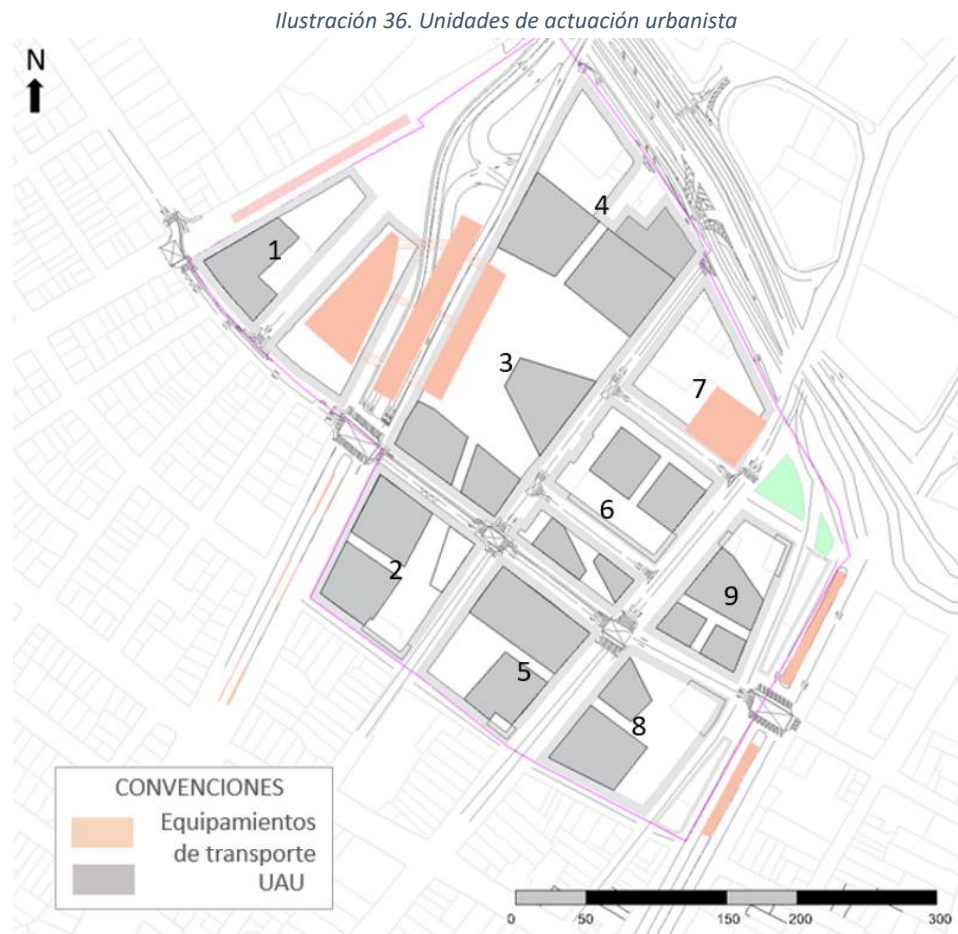 Ilustración 36. Unidades de actuación urbanista
N
4
1
3
7
6
2
9
5
8
CONVENCIONES
Equipamientos
de transporte
UAU
0 50 150 200 300